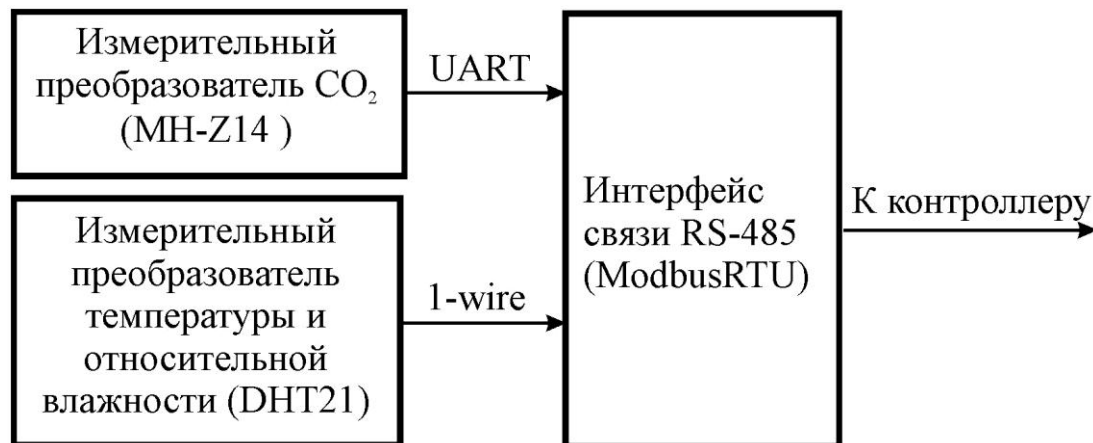 Измерительный
преобразователь CO₂
(MH-Z14 )
UART
Измерительный
преобразователь
температуры и
относительной
влажности (DHT21)
1-wire
Интерфейс
связи RS-485
(ModbusRTU)
К контроллеру